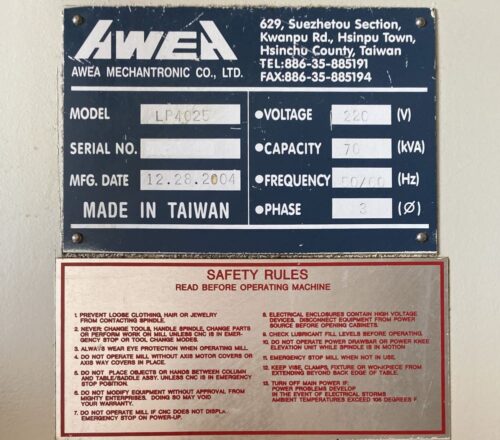 AWEA
AWEA MECHANTRONIC CO., LTD.
629, Suezhetou Section,
Kwanpu Rd., Hsinpu Town,
Hsinchu County, Taiwan
TEL:886-35-885191
FAX:886-35-885194
MODEL LP4025
SERIAL NO.
MFG. DATE 12.28.2004
MADE IN TAIWAN
•VOLTAGE 220 (V)
•CAPACITY 70 (kVA)
•FREQUENCY 50/60 (Hz)
•PHASE 3 (Ø)
SAFETY RULES
READ BEFORE OPERATING MACHINE
1. PREVENT LOOSE CLOTHING, HAIR OR JEWELRY
FROM CONTACTING SPINDLE.
2. NEVER CHANGE TOOLS, HANDLE SPINDLE, CHANGE PARTS
OR PERFORM WORK ON MILL UNLESS CNC IS IN EM-
ERGENCY STOP OR TOOL CHANGE MODES.
3. ALWAYS WEAR EYE PROTECTION WHEN OPERATING MILL.
4. DO NOT OPERATE MILL WITHOUT AXIS MOTOR COVERS OR
AXIS WAY COVERS IN PLACE.
5. DO NOT PLACE OBJECTS OR HANDS BETWEEN COLUMN
AND TABLE/SADDLE ASSY. UNLESS CNC IS IN EMERGENCY
STOP POSITION.
6. DO NOT MODIFY EQUIPMENT WITHOUT APPROVAL FROM
MIGHTY ENTERPRISES. DOING SO MAY VOID
YOUR WARRANTY.
7. DO NOT OPERATE MILL IF CNC DOES NOT DISPLA
EMERGENCY STOP ON POWER-UP.
8. ELECTRICAL ENCLOSURES CONTAIN HIGH VOLTAGE
DEVICES. DISCONNECT EQUIPMENT FROM POWER
SOURCE BEFORE OPENING CABINETS.
9. CHECK LUBRICANT FILL LEVELS BEFORE OPERATING.
10. DO NOT OPERATE POWER DRAWBAR OR POWER KNEE
ELEVATION UNIT WHILE SPINDLE IS IN MOTION.
11. EMERGENCY STOP MILL WHEN NOT IN USE.
12. KEEP VISE, CLAMPS, FIXTURE OR WORKPIECE FROM
EXTENDING BEYOND BACK EDGE OF TABLE.
13. TURN OFF MAIN POWER IF:
POWER PROBLEMS DEVELOP
IN THE EVENT OF ELECTRICAL STORMS
AMBIENT TEMPERATURES EXCEED 106 DEGREES F.